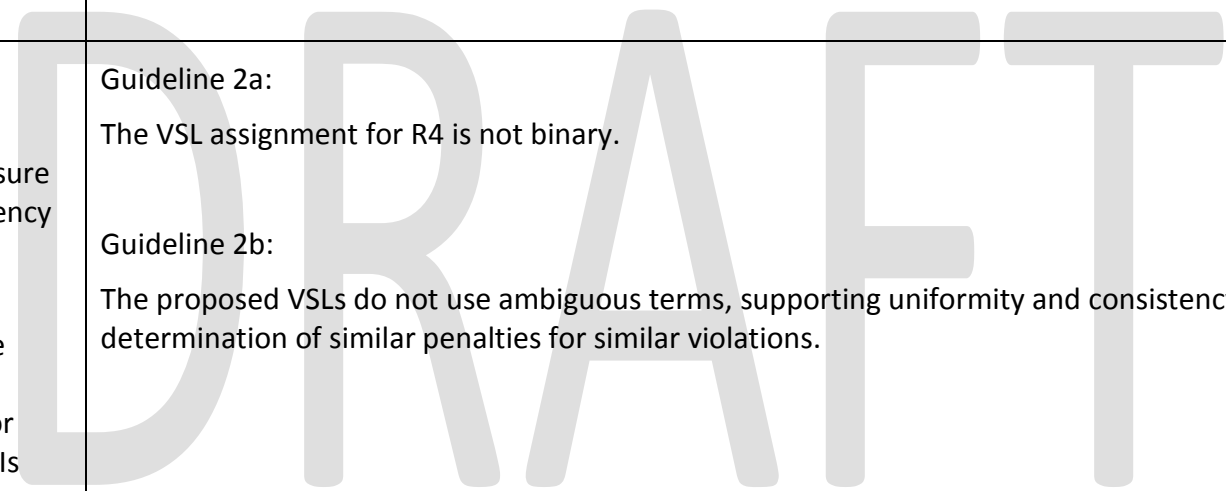 DRAFT
Guideline 2a:
The VSL assignment for R4 is not binary.
sure
ency
Guideline 2b:
The proposed VSLs do not use ambiguous terms, supporting uniformity and consistenc
e
determination of similar penalties for similar violations.
or
ls